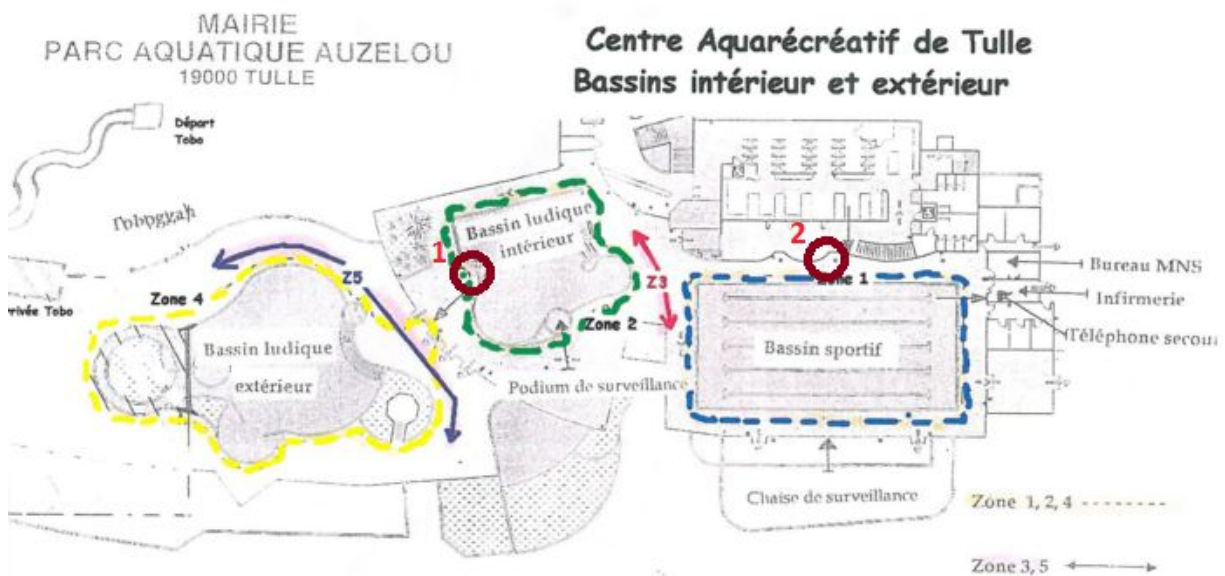 MAIRIE
PARC AQUATIQUE AUZELOU
19000 TULLE
Centre Aquarécréatif de Tulle
Bassins intérieur et extérieur
Départ
Tobo
Toboggan
1
Bassin ludique
intérieur
2
Z5
Zone 4
Z3
Zone 1
Bureau MNS
Infirmerie
Téléphone secou
rrivée Tobo
Zone 2
Bassin ludique
extérieur
Bassin sportif
Podium de surveillance
Chaise de surveillance
Zone 1, 2, 4
Zone 3, 5